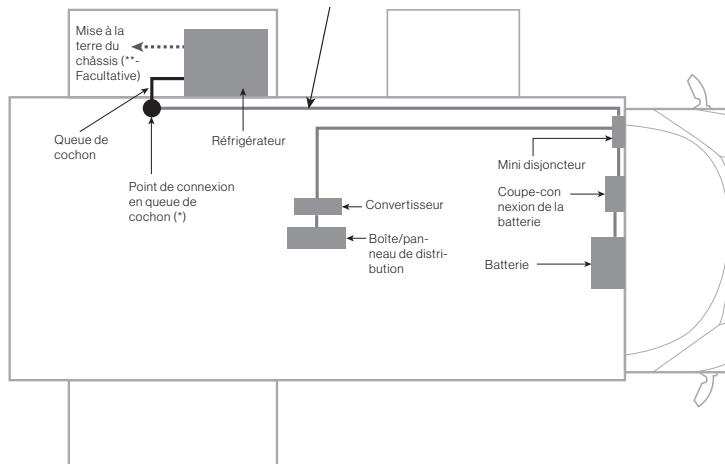 Mise à la
terre du
châssis (**-
Facultative)
Queue de
cochon
Réfrigérateur
Point de connexion
en queue de
cochon (*)
Convertisseur
Boîte/pan-
neau de distri-
bution
Mini disjoncteur
Coupe-con
nexion de la
batterie
Batterie